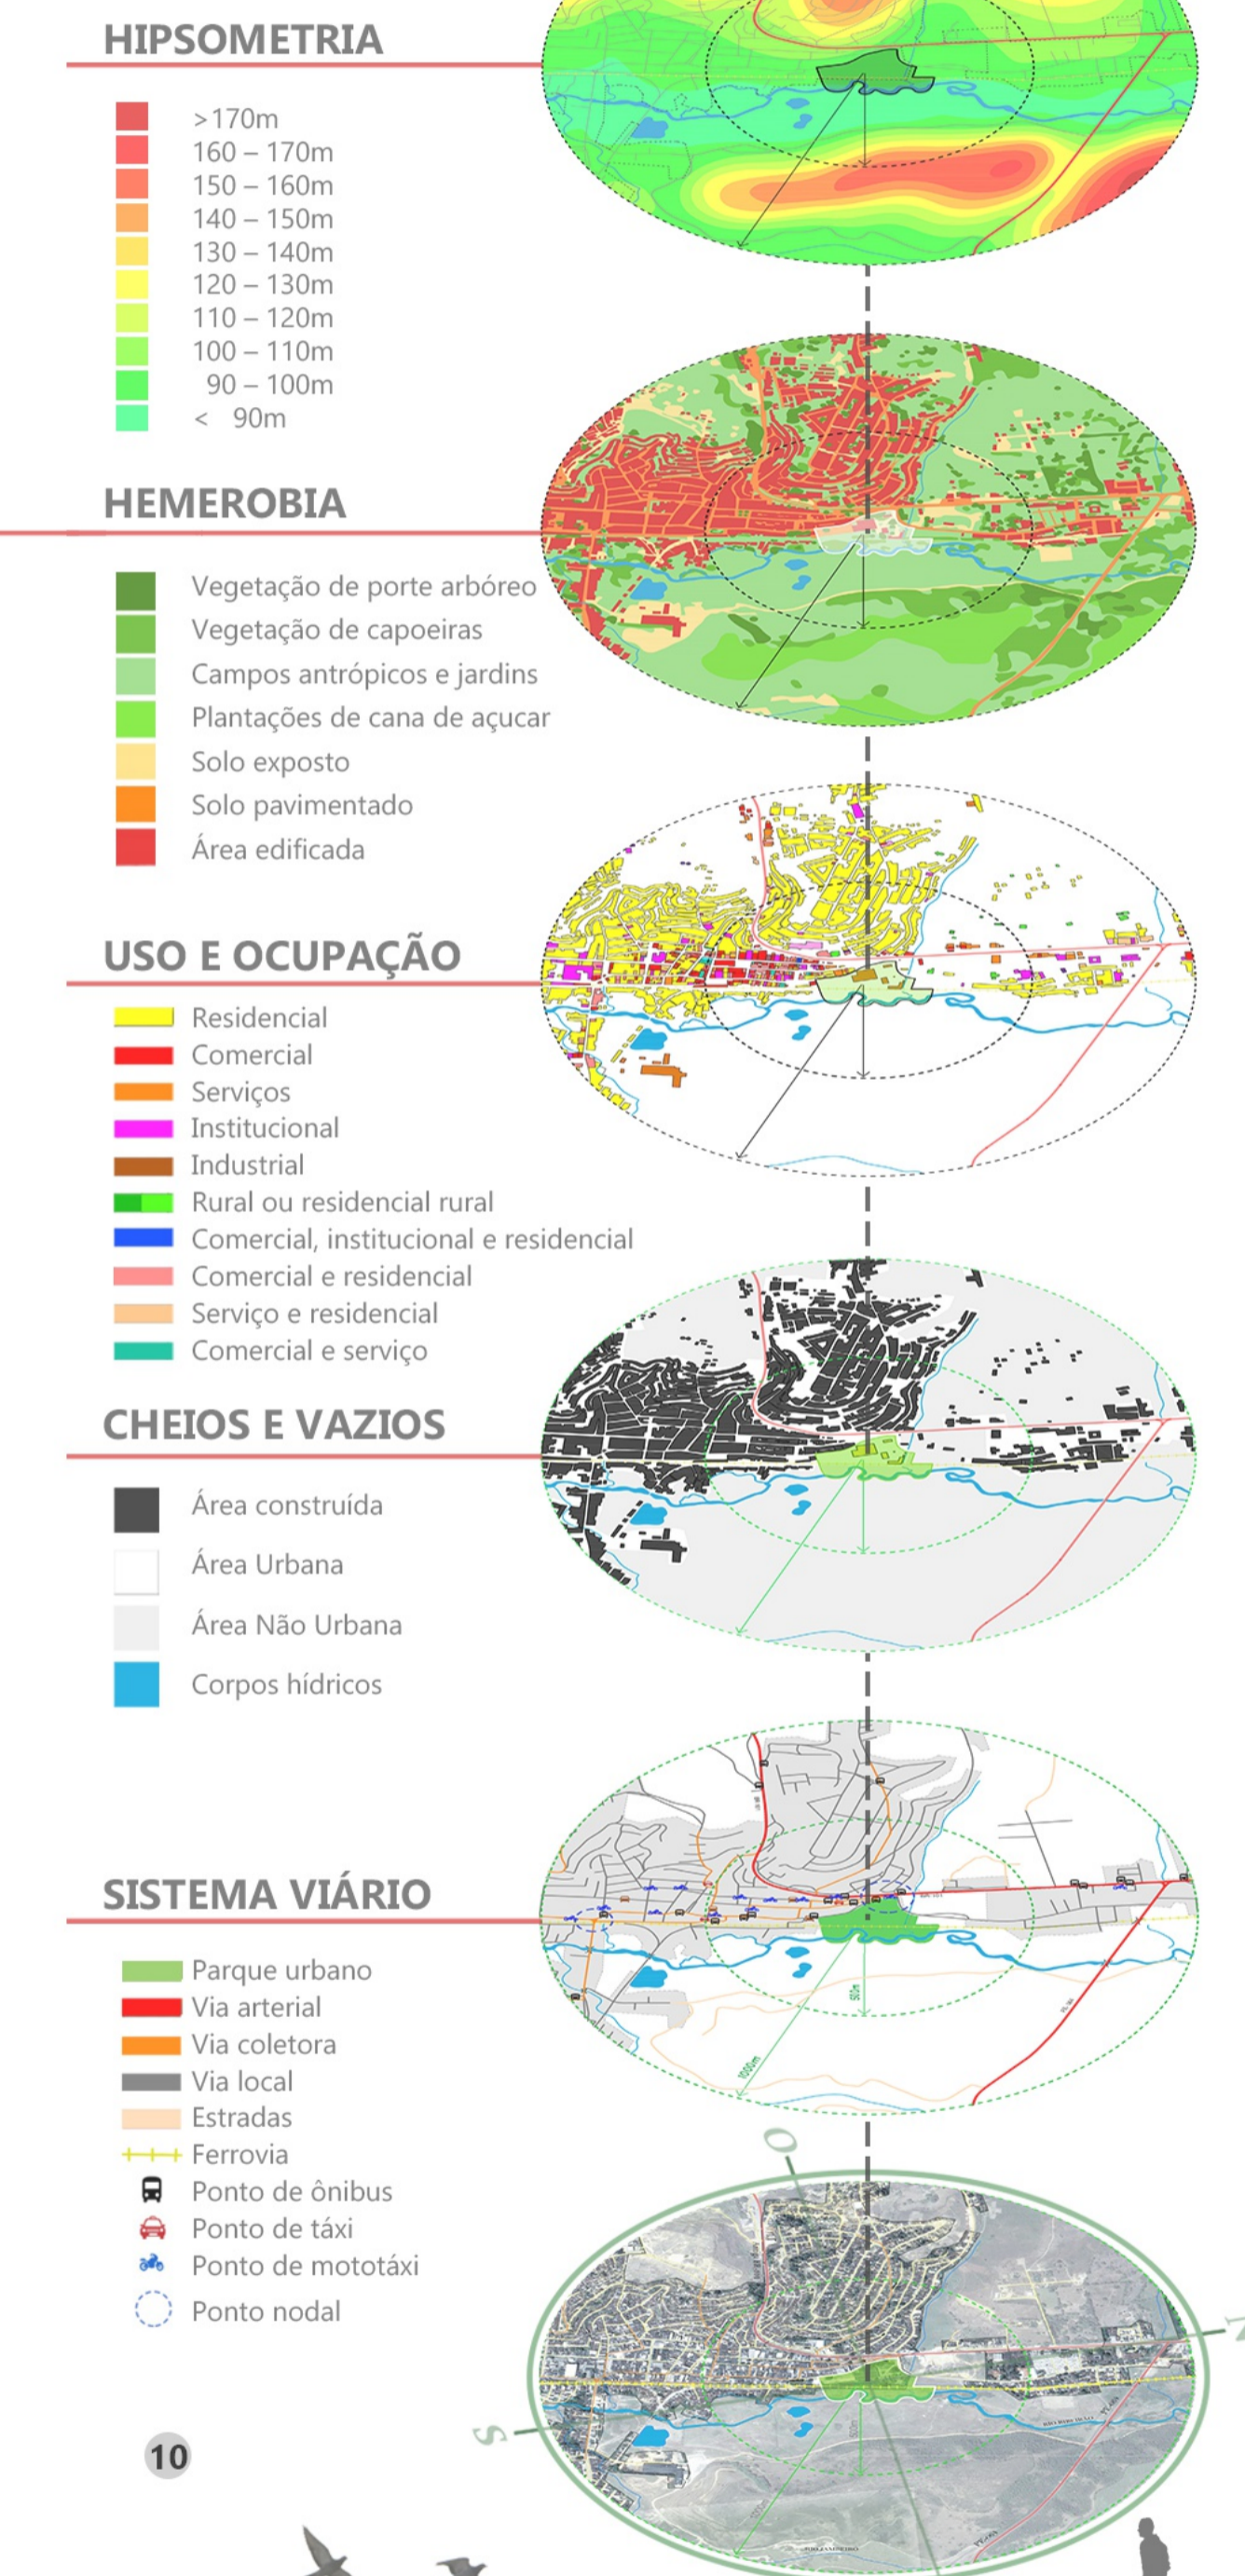 HIPSOMETRIA
>170m
160 – 170m
150 – 160m
140 – 150m
130 – 140m
120 – 130m
110 – 120m
100 – 110m
90 – 100m
< 90m
HEMEROBIA
Vegetação de porte arbóreo
Vegetação de capoeiras
Campos antrópicos e jardins
Plantações de cana de açucar
Solo exposto
Solo pavimentado
Área edificada
USO E OCUPAÇÃO
Residencial
Comercial
Serviços
Institucional
Industrial
Rural ou residencial rural
Comercial, institucional e residencial
Comercial e residencial
Serviço e residencial
Comercial e serviço
CHEIOS E VAZIOS
Área construída
Área Urbana
Área Não Urbana
Corpos hídricos
SISTEMA VIÁRIO
Parque urbano
Via arterial
Via coletora
Via local
Estradas
Ferrovia
Ponto de ônibus
Ponto de táxi
Ponto de mototáxi
Ponto nodal
500m
1000m
O
N
S
10